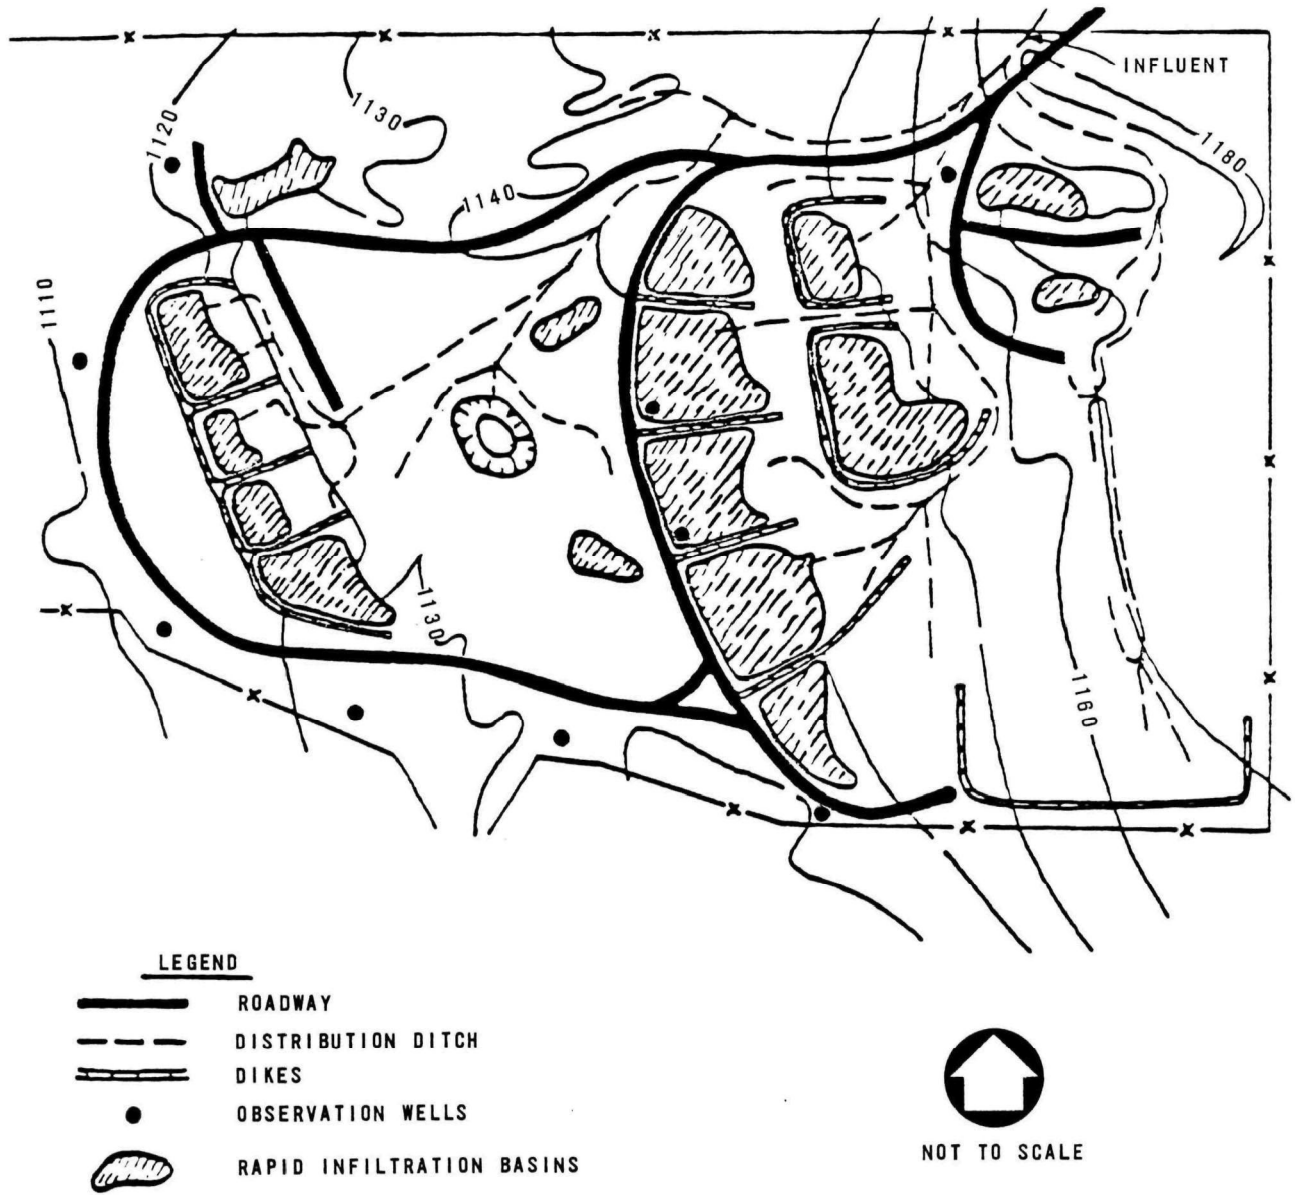 INFLUENT
1120
1130
1180
1140
1110
1130
1160
LEGEND
ROADWAY
DISTRIBUTION DITCH
DIKES
OBSERVATION WELLS
RAPID INFILTRATION BASINS
NOT TO SCALE